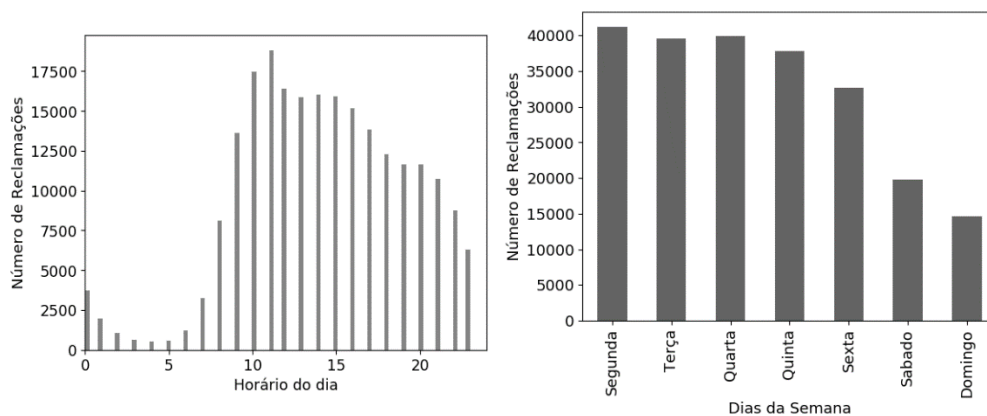 17500
15000
12500
10000
7500
5000
2500
0
Número de Reclamações
0 5 10 15 20
Horário do dia
40000
35000
30000
25000
20000
15000
10000
5000
0
Número de Reclamações
Segunda
Terça
Quarta
Quinta
Sexta
Sabado
Domingo
Dias da Semana